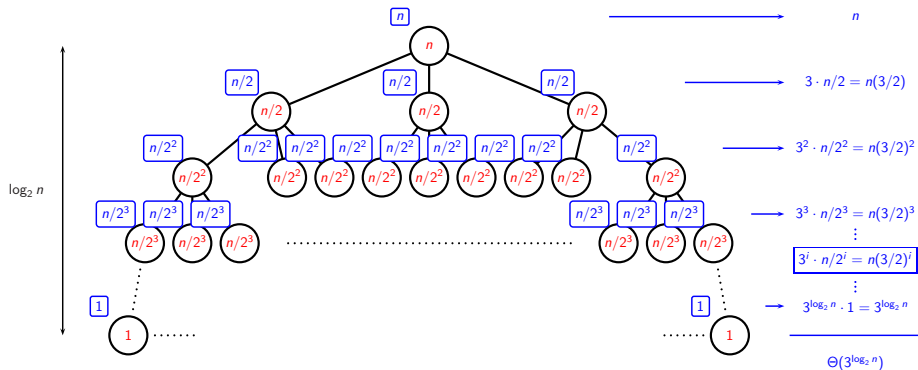 n n
n
n/2 n/2 n/2 3 · n/2 = n(3/2)
n/2 n/2 n/2
n/2² n/2² n/2² n/2² n/2² n/2² n/2² n/2² n/2² 3² · n/2² = n(3/2)²
n/2² n/2² n/2² n/2² n/2² n/2² n/2² n/2² n/2²
log₂ n
n/2³ n/2³ n/2³ n/2³ n/2³ n/2³ 3³ · n/2³ = n(3/2)³
⋮
n/2³ n/2³ n/2³ n/2³ n/2³ n/2³
3ⁱ · n/2ⁱ = n(3/2)ⁱ
⋮
1 1 3^{log₂ n} · 1 = 3^{log₂ n}
1 1
Θ(3^{log₂ n})